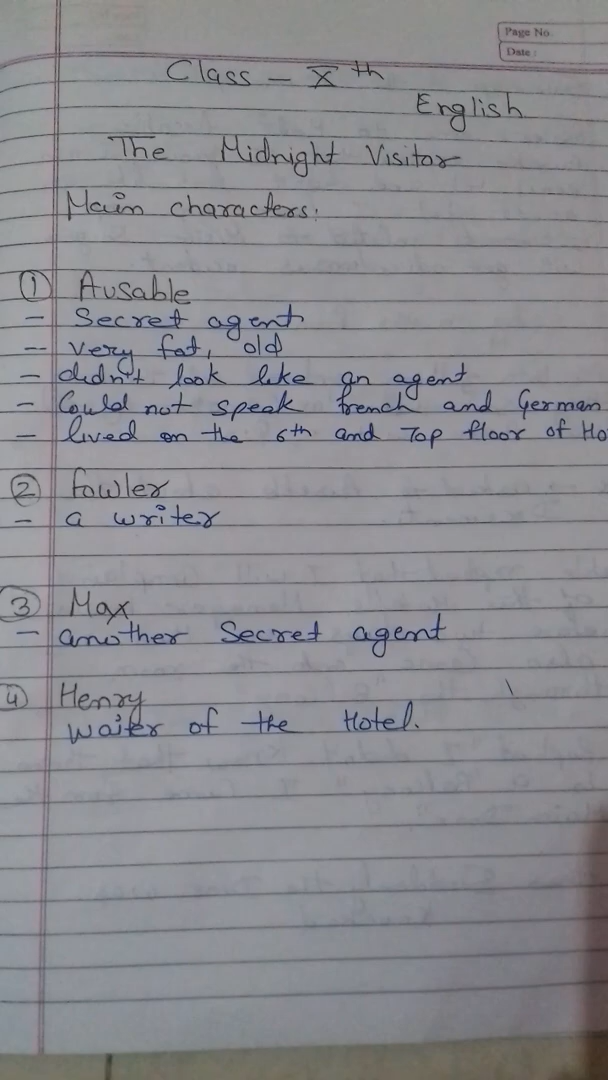 Page No
Date:
Class - Xth
English
The Midnight Visitor
Main characters:
① Ausable
- Secret agent
- very fat, old
- didn't look like an agent
- Could not speak french and German
- lived on the 6th and Top floor of Ho
② Fowler
- a writer
③ Max
- another Secret agent
④ Henry
waiter of the Hotel.